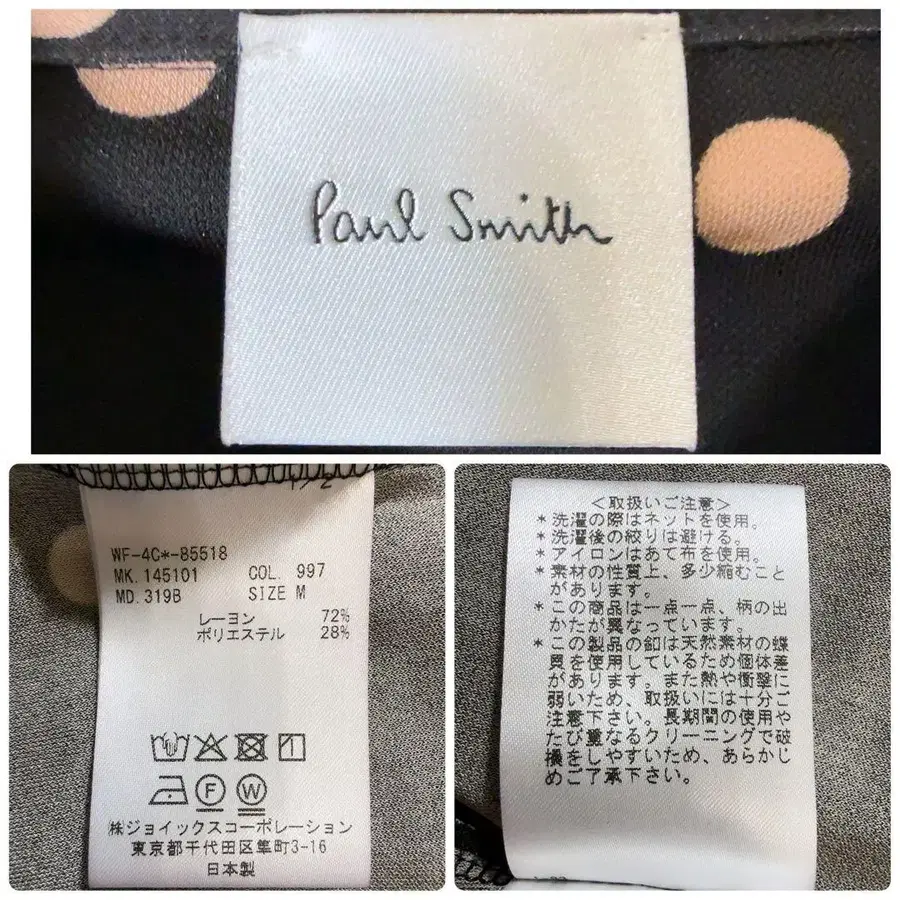 Paul Smith
1/2
WF-4C*-85518
MK. 145101 COL. 997
MD. 319B SIZE M
レーヨン 72%
ポリエステル 28%
F W
㈱ジョイックスコーポレーション
東京都千代田区隼町3-16
日本製
<取扱いご注意>
*洗濯の際はネットを使用。
*洗濯後の絞りは避ける。
*アイロンはあて布を使用。
*素材の性質上、多少縮むこと
があります。
*この商品は一点一点、柄の出
かたが異なっています。
*この製品の釦は天然素材の蝶
貝を使用しているため個体差
があります。また熱や衝撃に
弱いため、取扱いには十分ご
注意下さい。長期間の使用や
たび重なるクリーニングで破
損をしやすいため、あらかじ
めご了承下さい。